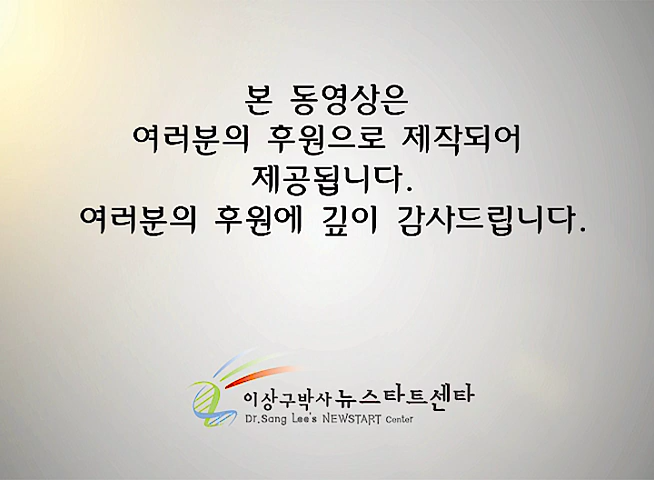 본 동영상은
여러분의 후원으로 제작되어
제공됩니다.
여러분의 후원에 깊이 감사드립니다.
이상구박사 뉴스타트센타
Dr.Sang Lee's NEWSTART Center